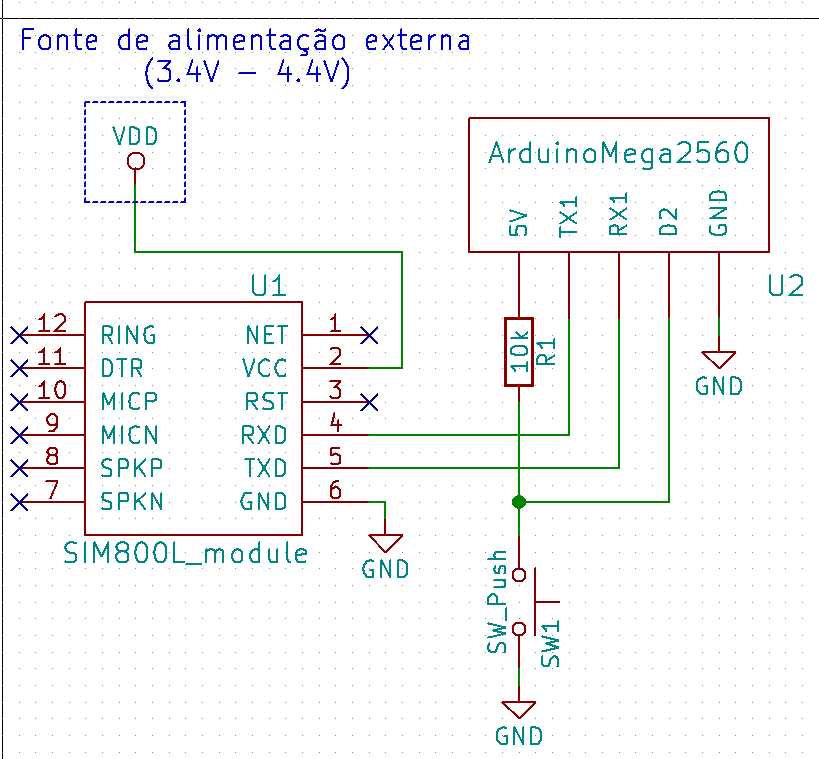 Fonte de alimentação externa
(3.4V - 4.4V)
VDD
ArduinoMega2560
5V
TX1
RX1
D2
GND
U2
U1
12 RING
11 DTR
10 MICP
9 MICN
8 SPKP
7 SPKN
NET 1
VCC 2
RST 3
RXD 4
TXD 5
GND 6
SIM800L_module
GND
10k
R1
GND
SW_Push
SW1
GND